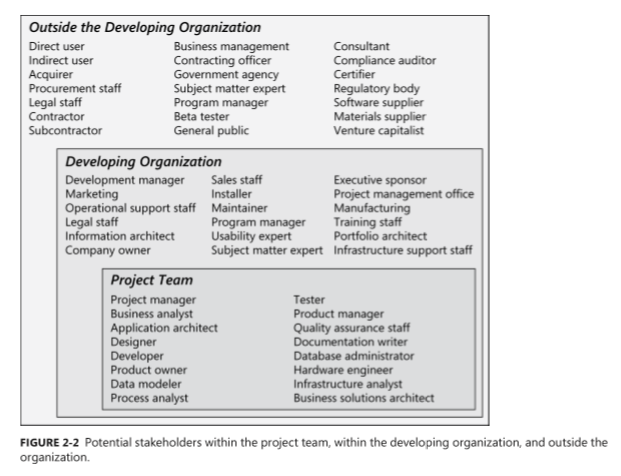 Outside the Developing Organization
Direct user Business management Consultant
Indirect user Contracting officer Compliance auditor
Acquirer Government agency Certifier
Procurement staff Subject matter expert Regulatory body
Legal staff Program manager Software supplier
Contractor Beta tester Materials supplier
Subcontractor General public Venture capitalist
Developing Organization
Development manager Sales staff Executive sponsor
Marketing Installer Project management office
Operational support staff Maintainer Manufacturing
Legal staff Program manager Training staff
Information architect Usability expert Portfolio architect
Company owner Subject matter expert Infrastructure support staff
Project Team
Project manager Tester
Business analyst Product manager
Application architect Quality assurance staff
Designer Documentation writer
Developer Database administrator
Product owner Hardware engineer
Data modeler Infrastructure analyst
Process analyst Business solutions architect
FIGURE 2-2 Potential stakeholders within the project team, within the developing organization, and outside the
organization.